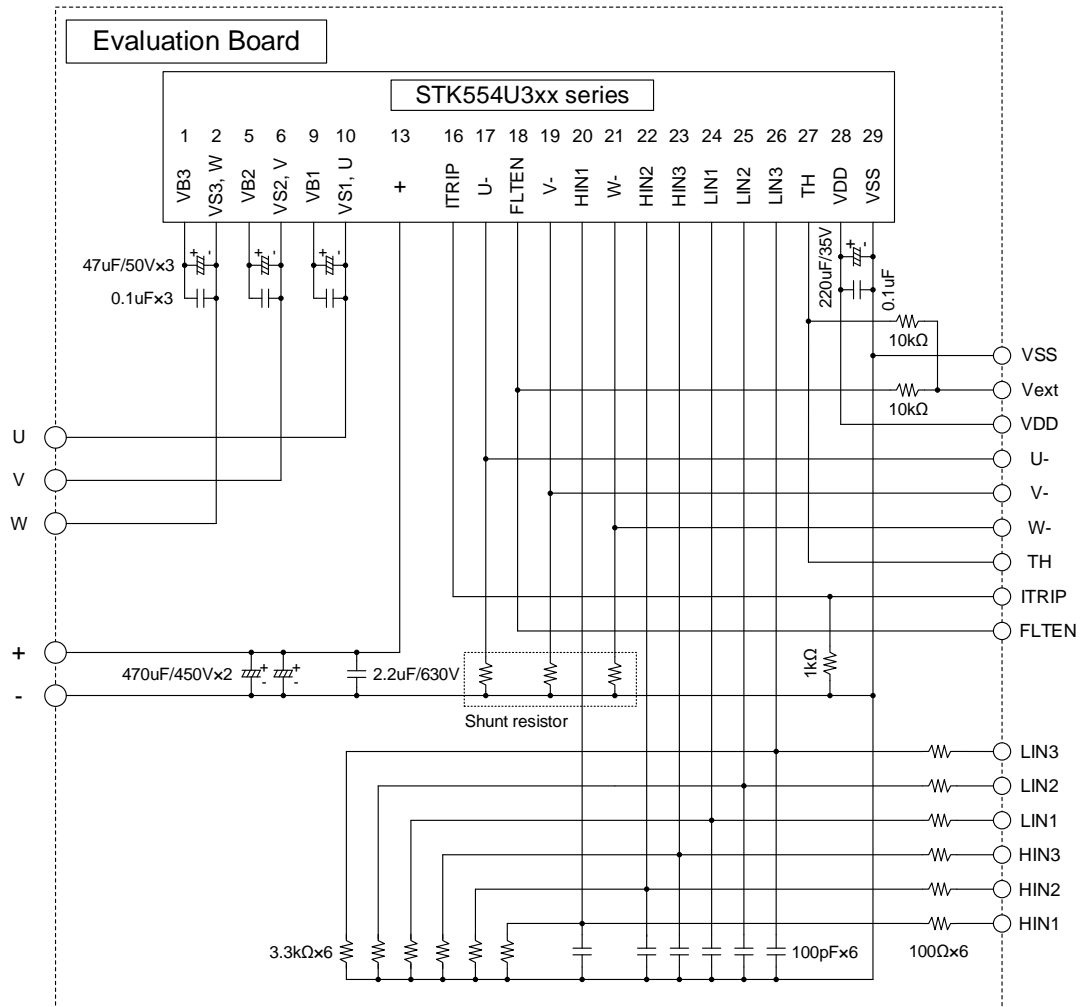 Evaluation Board
STK554U3xx series
1 2 5 6 9 10 13 16 17 18 19 20 21 22 23 24 25 26 27 28 29
VB3
VS3, W
VB2
VS2, V
VB1
VS1, U
+
ITRIP
U-
FLTEN
V-
HIN1
W-
HIN2
HIN3
LIN1
LIN2
LIN3
TH
VDD
VSS
+ -
+ -
+ -
+ -
47uF/50V×3
0.1uF×3
220uF/35V
0.1uF
10kΩ
VSS
Vext
10kΩ
VDD
U
U-
V
V-
W
W-
TH
ITRIP
FLTEN
+
470uF/450V×2
+
-
+
-
2.2uF/630V
1kΩ
-
Shunt resistor
LIN3
LIN2
LIN1
HIN3
HIN2
HIN1
3.3kΩ×6
100pF×6
100Ω×6